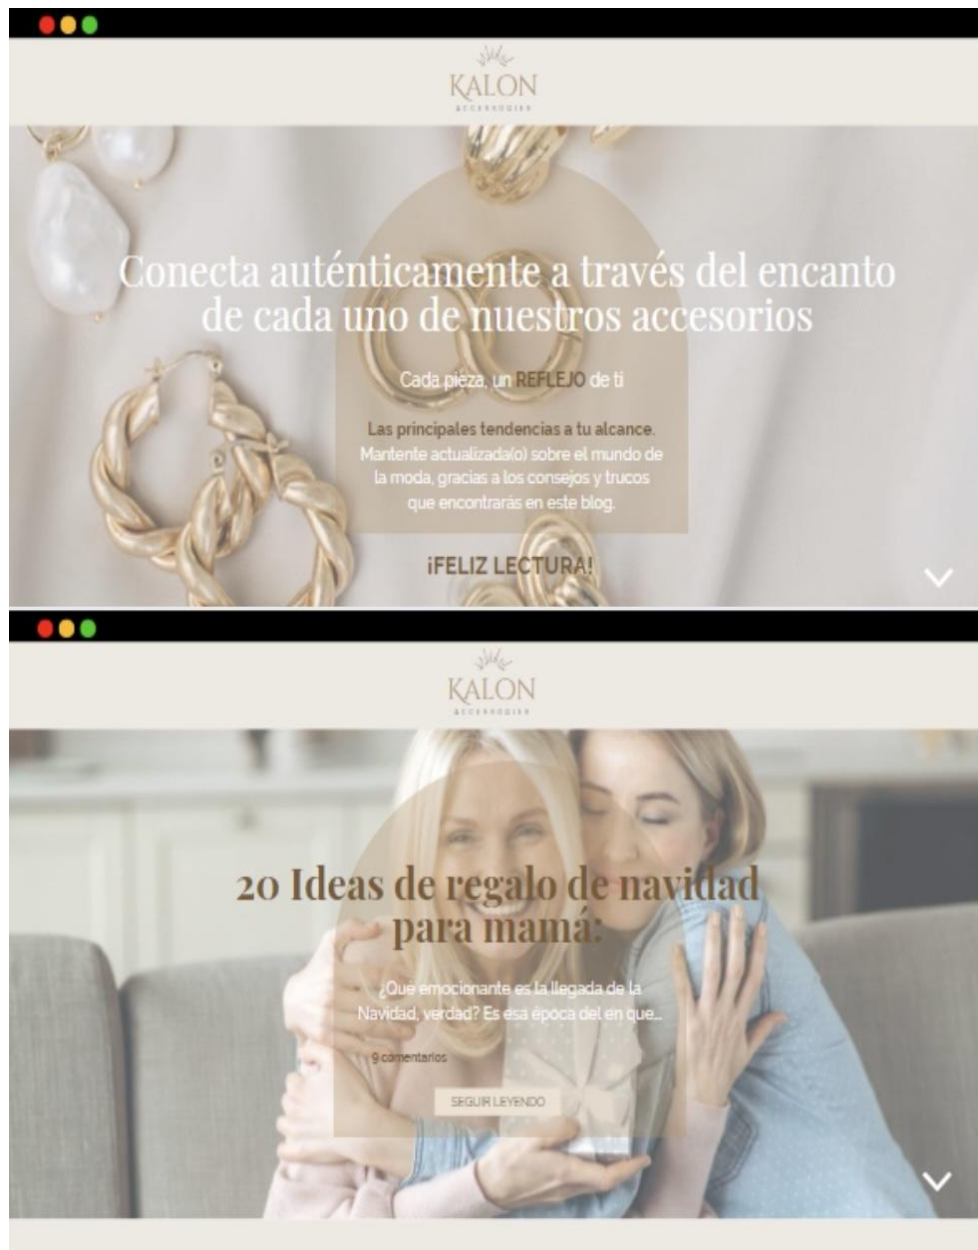 KALON
ACCESSORIES
Conecta auténticamente a través del encanto
de cada uno de nuestros accesorios
Cada pieza, un REFLEJO de ti
Las principales tendencias a tu alcance.
Mantente actualizada(o) sobre el mundo de
la moda, gracias a los consejos y trucos
que encontrarás en este blog.
¡FELIZ LECTURA!
KALON
ACCESSORIES
20 Ideas de regalo de navidad
para mamá:
¿Que emocionante es la llegada de la
Navidad, verdad? Es esa época del en que...
9 comentarios
SEGUIR LEYENDO